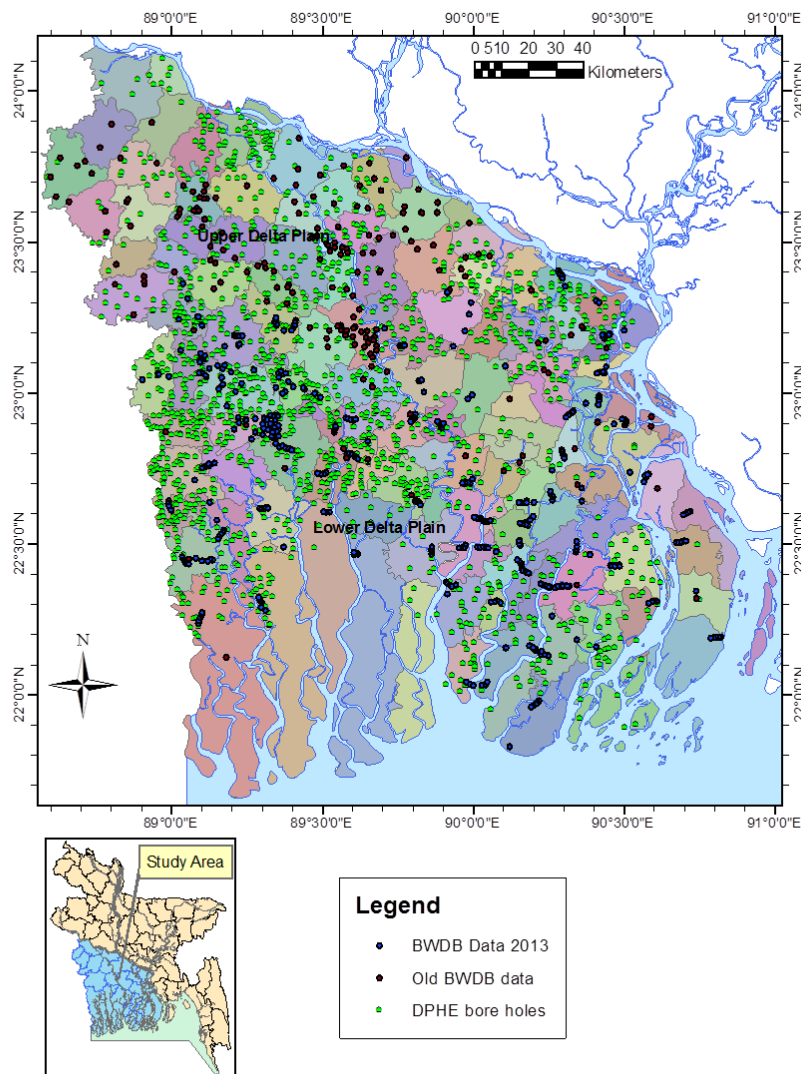 89°0'0"E 89°30'0"E 90°0'0"E 90°30'0"E 91°0'0"E
0 510 20 30 40
Kilometers
24°0'0"N 24°0'0"N
Upper Delta Plain
23°30'0"N 23°30'0"N
23°0'0"N 23°0'0"N
Lower Delta Plain
22°30'0"N 22°30'0"N
N
22°0'0"N 22°0'0"N
89°0'0"E 89°30'0"E 90°0'0"E 90°30'0"E 91°0'0"E
Study Area
Legend
BWDB Data 2013
Old BWDB data
DPHE bore holes